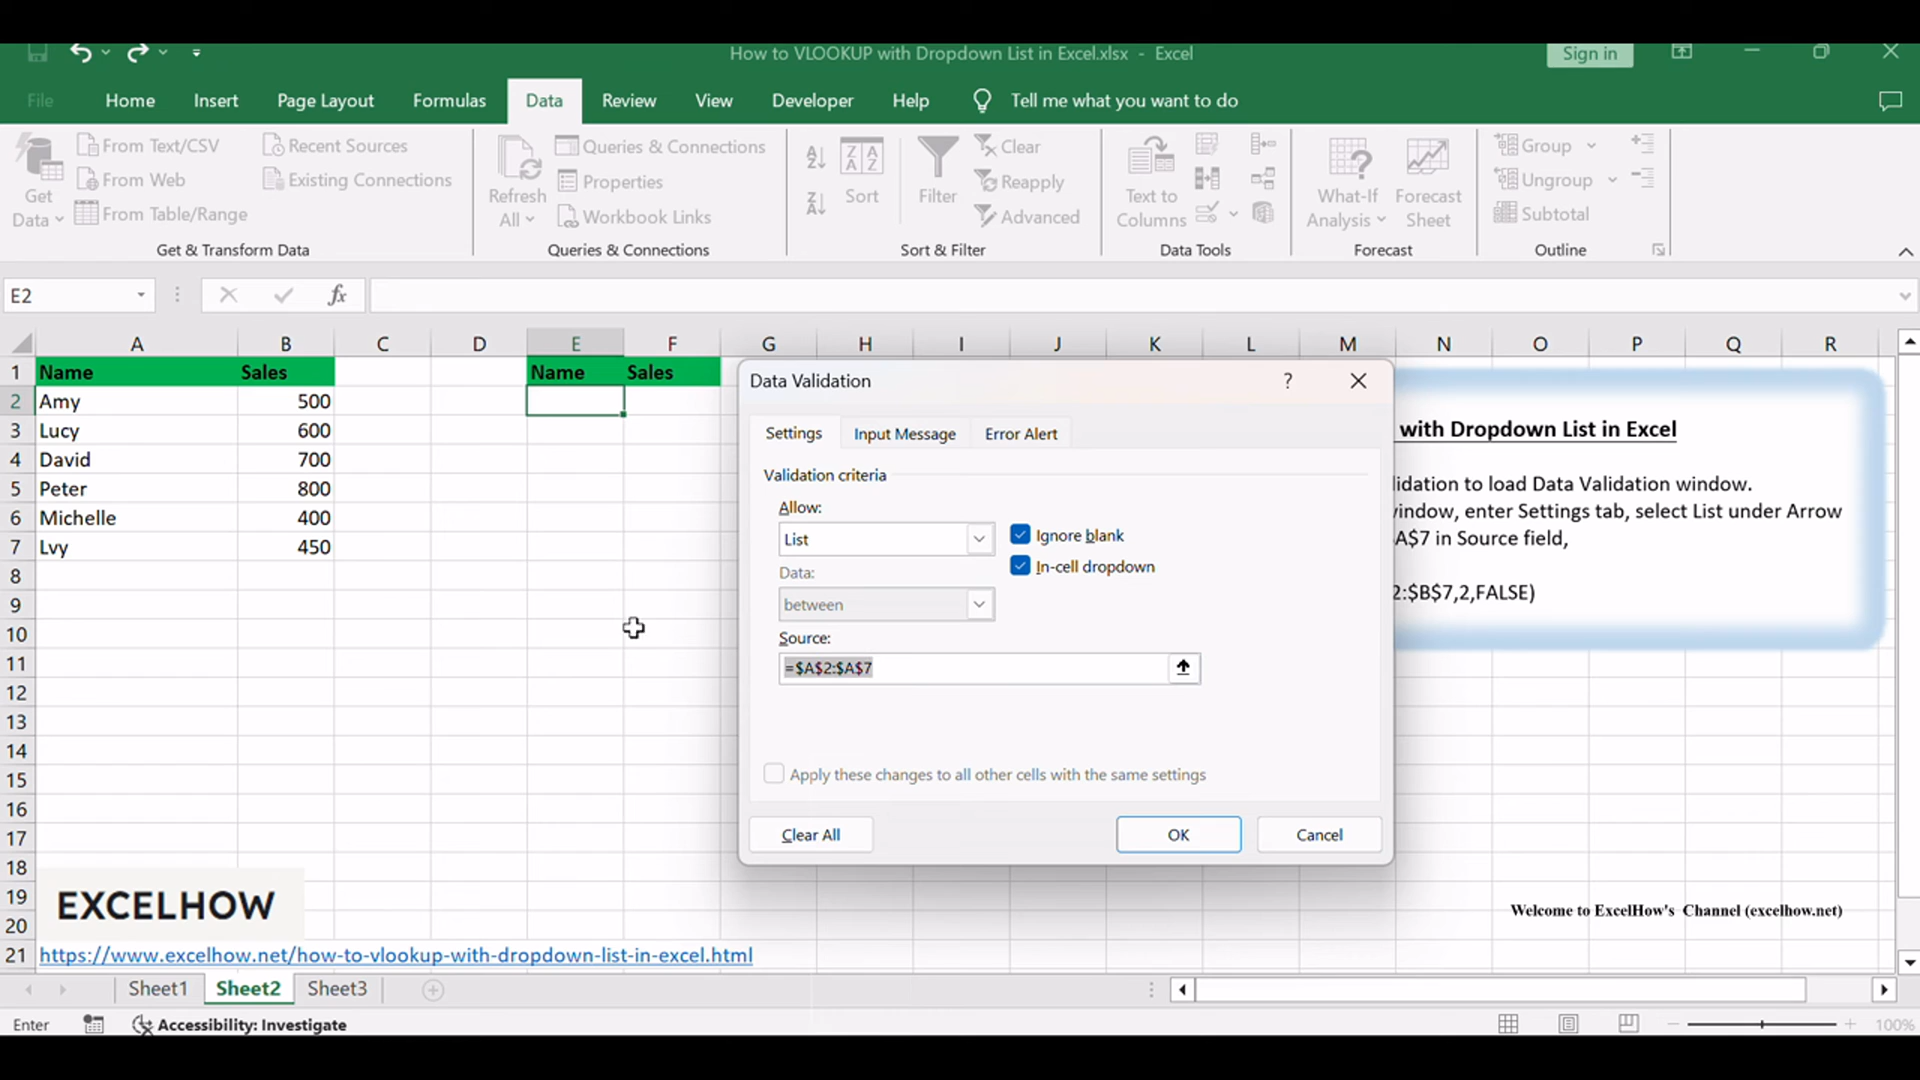 How to VLOOKUP with Dropdown List in Excel.xlsx - Excel
Sign in
File Home Insert Page Layout Formulas Data Review View Developer Help Tell me what you want to do
Get Data
From Text/CSV
From Web
From Table/Range
Recent Sources
Existing Connections
Get & Transform Data
Refresh All
Queries & Connections
Properties
Workbook Links
Queries & Connections
Sort
Filter
Clear
Reapply
Advanced
Sort & Filter
Text to Columns
Data Tools
What-If Analysis
Forecast Sheet
Forecast
Group
Ungroup
Subtotal
Outline
E2
fx
A B C D E F G H I J K L M N O P Q R
1 Name Sales Name Sales
2 Amy 500
3 Lucy 600
4 David 700
5 Peter 800
6 Michelle 400
7 Lvy 450
8
9
10
11
12
13
14
15
16
17
18
19
20
21 https://www.excelhow.net/how-to-vlookup-with-dropdown-list-in-excel.html
EXCELHOW
Data Validation
?
Settings Input Message Error Alert
Validation criteria
Allow:
List
Ignore blank
In-cell dropdown
Data:
between
Source:
=$A$2:$A$7
Apply these changes to all other cells with the same settings
Clear All OK Cancel
with Dropdown List in Excel
lidation to load Data Validation window.
window, enter Settings tab, select List under Arrow
A$7 in Source field,
2:$B$7,2,FALSE)
Welcome to ExcelHow's Channel (excelhow.net)
Sheet1 Sheet2 Sheet3
Enter Accessibility: Investigate 100%